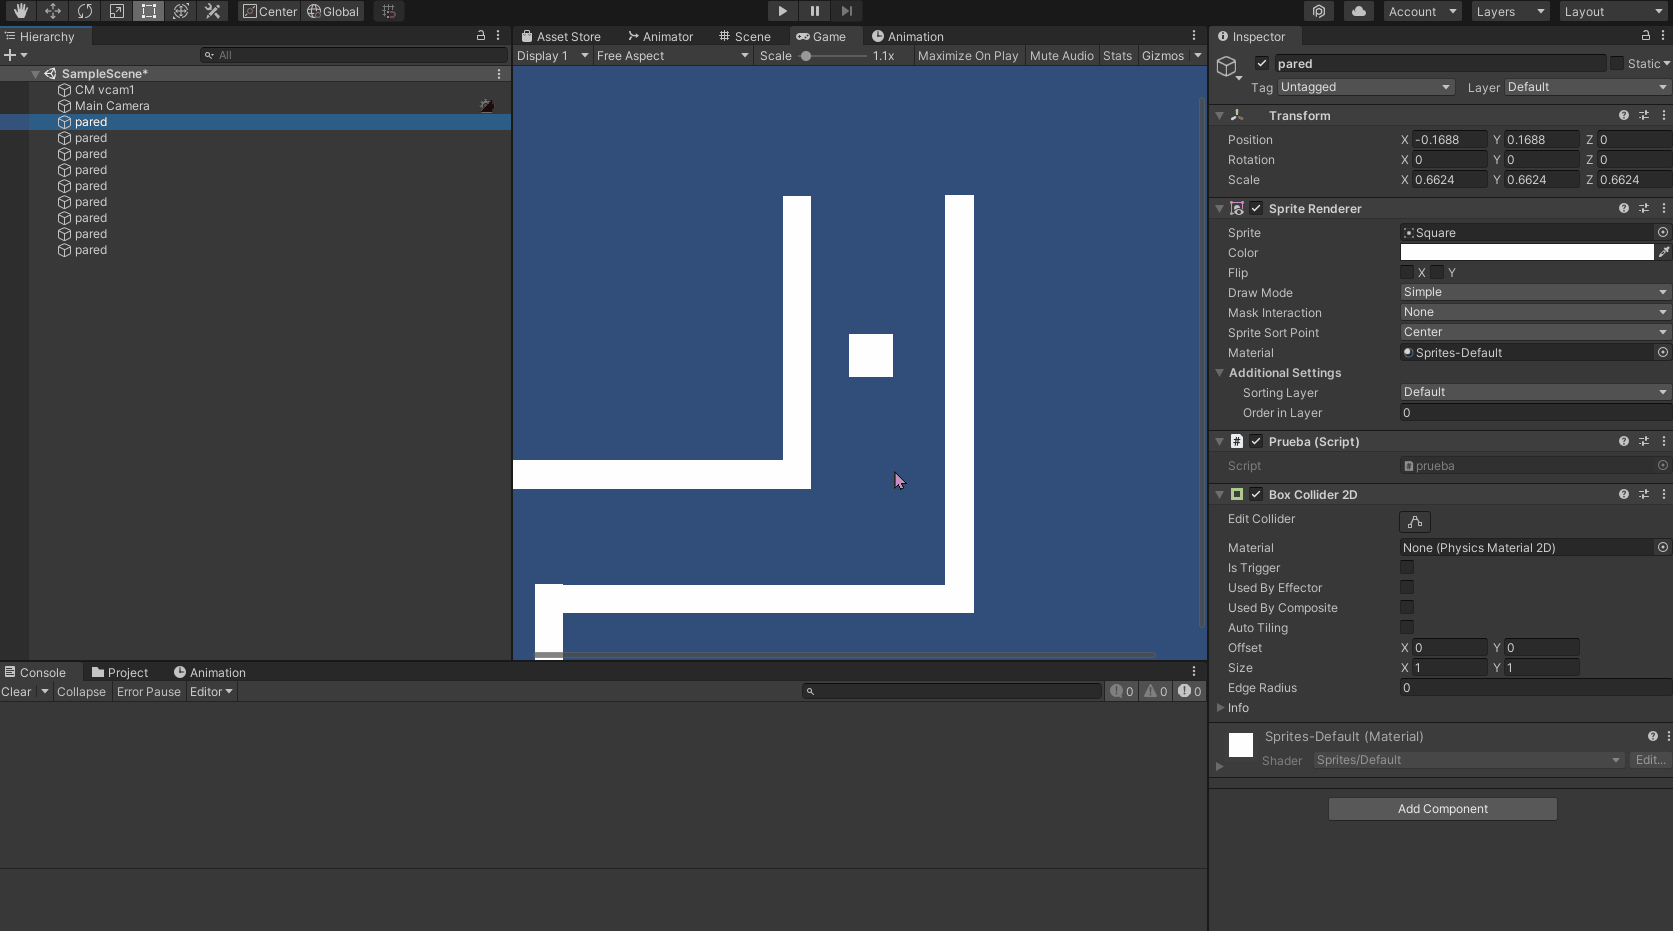 Center Global
Account Layers Layout
Hierarchy
All
SampleScene*
CM vcam1
Main Camera
pared
pared
pared
pared
pared
pared
pared
pared
pared
Asset Store Animator Scene Game Animation
Display 1 Free Aspect Scale 1.1x Maximize On Play Mute Audio Stats Gizmos
Console Project Animation
Clear Collapse Error Pause Editor 0 0 0
Inspector
pared Static
Tag Untagged Layer Default
Transform
Position X -0.1688 Y 0.1688 Z 0
Rotation X 0 Y 0 Z 0
Scale X 0.6624 Y 0.6624 Z 0.6624
Sprite Renderer
Sprite Square
Color
Flip X Y
Draw Mode Simple
Mask Interaction None
Sprite Sort Point Center
Material Sprites-Default
Additional Settings
Sorting Layer Default
Order in Layer 0
# Prueba (Script)
Script prueba
Box Collider 2D
Edit Collider
Material None (Physics Material 2D)
Is Trigger
Used By Effector
Used By Composite
Auto Tiling
Offset X 0 Y 0
Size X 1 Y 1
Edge Radius 0
Info
Sprites-Default (Material)
Shader Sprites/Default Edit...
Add Component